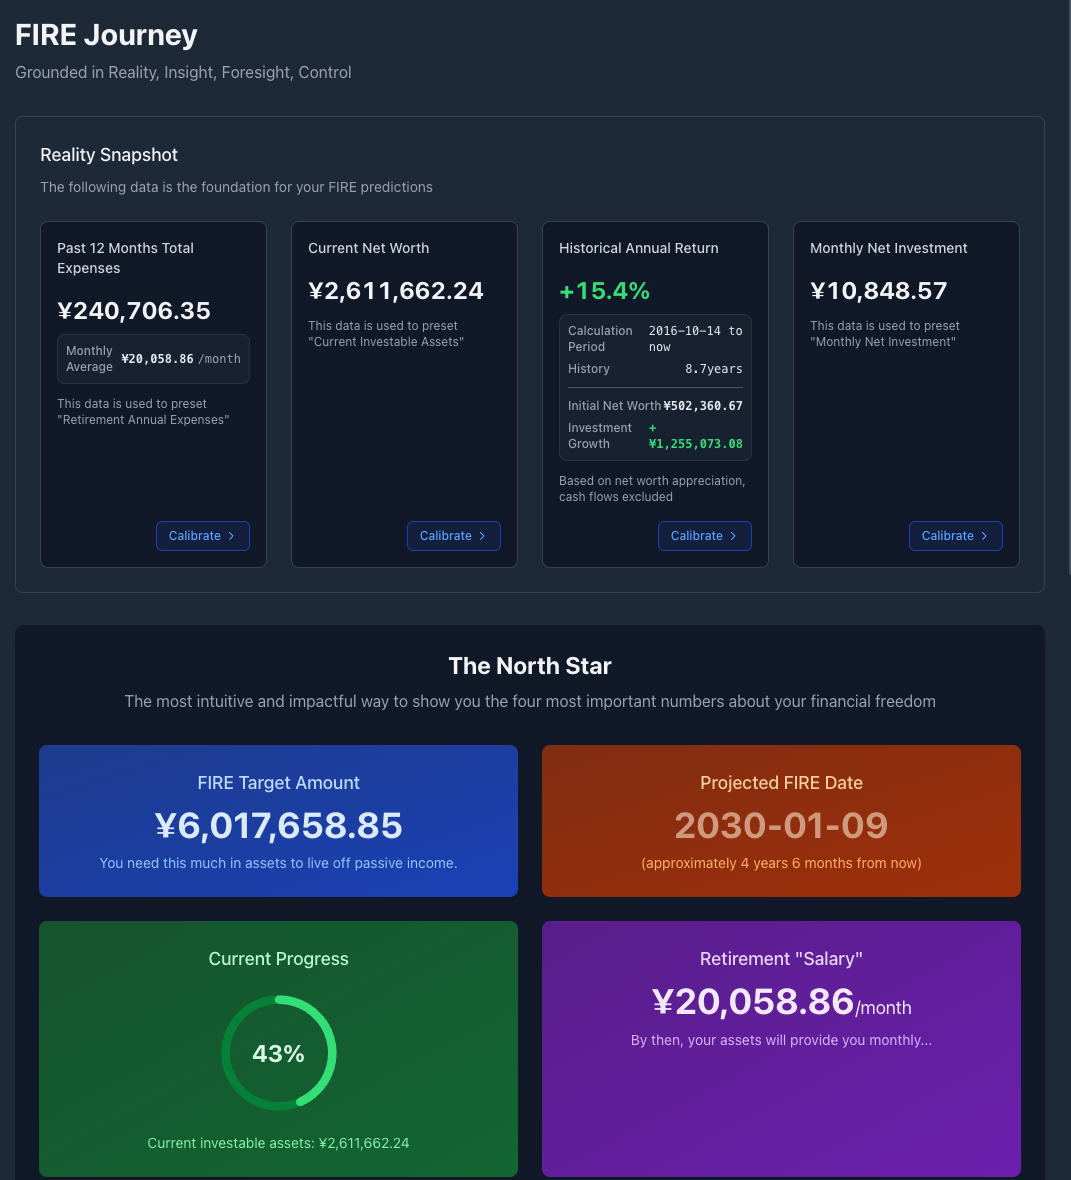 FIRE Journey
Grounded in Reality, Insight, Foresight, Control
Reality Snapshot
The following data is the foundation for your FIRE predictions
Past 12 Months Total
Expenses
¥240,706.35
Monthly
Average
¥20,058.86 /month
This data is used to preset
"Retirement Annual Expenses"
Calibrate
Current Net Worth
¥2,611,662.24
This data is used to preset
"Current Investable Assets"
Calibrate
Historical Annual Return
+15.4%
Calculation
Period
2016-10-14 to
now
History
8.7years
Initial Net Worth ¥502,360.67
Investment
Growth
+
¥1,255,073.08
Based on net worth appreciation,
cash flows excluded
Calibrate
Monthly Net Investment
¥10,848.57
This data is used to preset
"Monthly Net Investment"
Calibrate
The North Star
The most intuitive and impactful way to show you the four most important numbers about your financial freedom
FIRE Target Amount
¥6,017,658.85
You need this much in assets to live off passive income.
Projected FIRE Date
2030-01-09
(approximately 4 years 6 months from now)
Current Progress
43%
Current investable assets: ¥2,611,662.24
Retirement "Salary"
¥20,058.86/month
By then, your assets will provide you monthly...